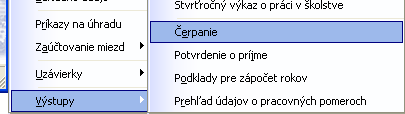 Štvrťročný výkaz o práci v školstve
Príkazy na úhradu
Čerpanie
Zaúčtovanie miezd
Potvrdenie o príjme
Uzávierky
Podklady pre zápočet rokov
Výstupy
Prehľad údajov o pracovných pomeroch